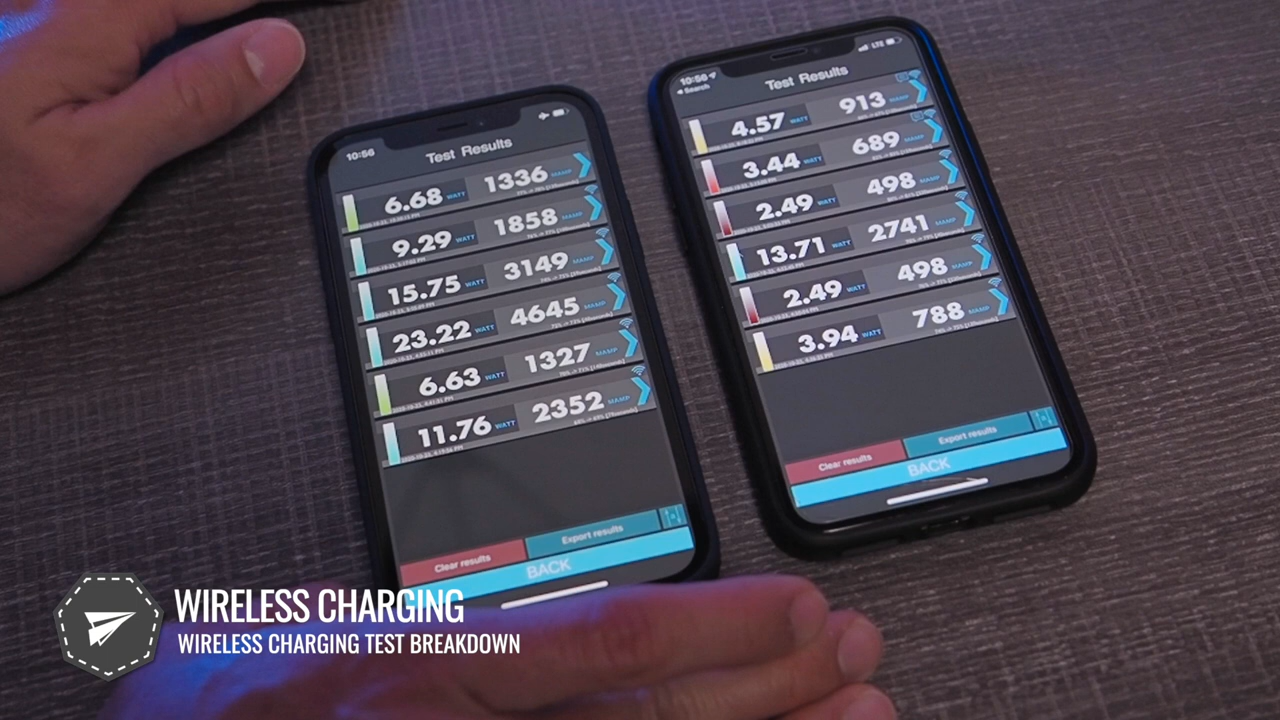 10:56
Test Results
6.68 WATT 1336 MAMP
9.29 WATT 1858 MAMP
15.75 WATT 3149 MAMP
23.22 WATT 4645 MAMP
6.63 WATT 1327 MAMP
11.76 WATT 2352 MAMP
Clear results Export results
BACK
10:56 LTE
Search
Test Results
4.57 WATT 913 MAMP
3.44 WATT 689 MAMP
2.49 WATT 498 MAMP
13.71 WATT 2741 MAMP
2.49 WATT 498 MAMP
3.94 WATT 788 MAMP
Clear results Export results
BACK
WIRELESS CHARGING
WIRELESS CHARGING TEST BREAKDOWN